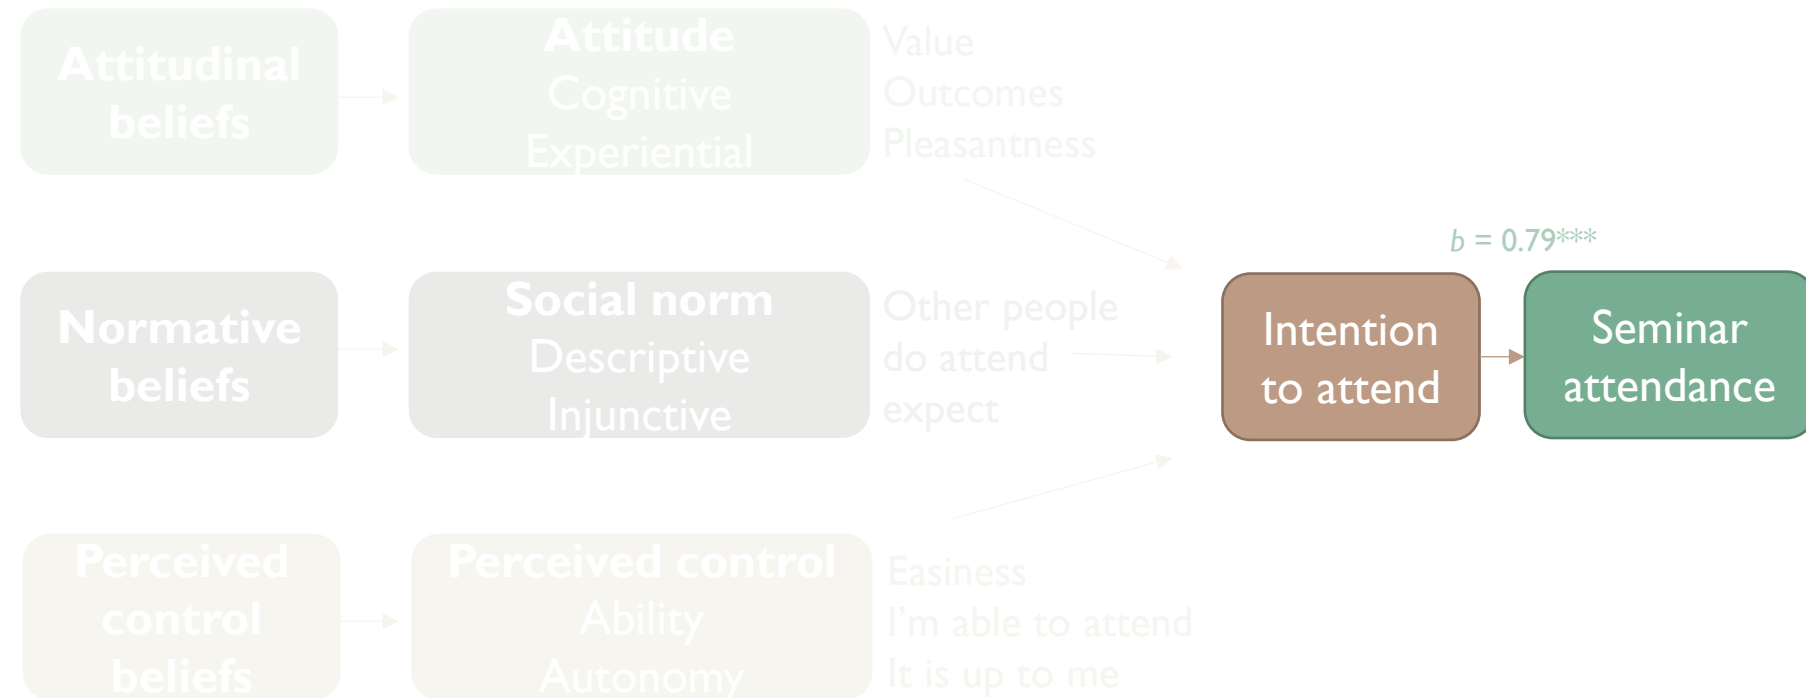 Attitudinal
beliefs
Attitude
Cognitive
Experiential
Value
Outcomes
Pleasantness
Normative
beliefs
Social norm
Descriptive
Injunctive
Other people
do attend
expect
b = 0.79***
Intention
to attend
Seminar
attendance
Perceived
control
beliefs
Perceived control
Ability
Autonomy
Easiness
I'm able to attend
It is up to me